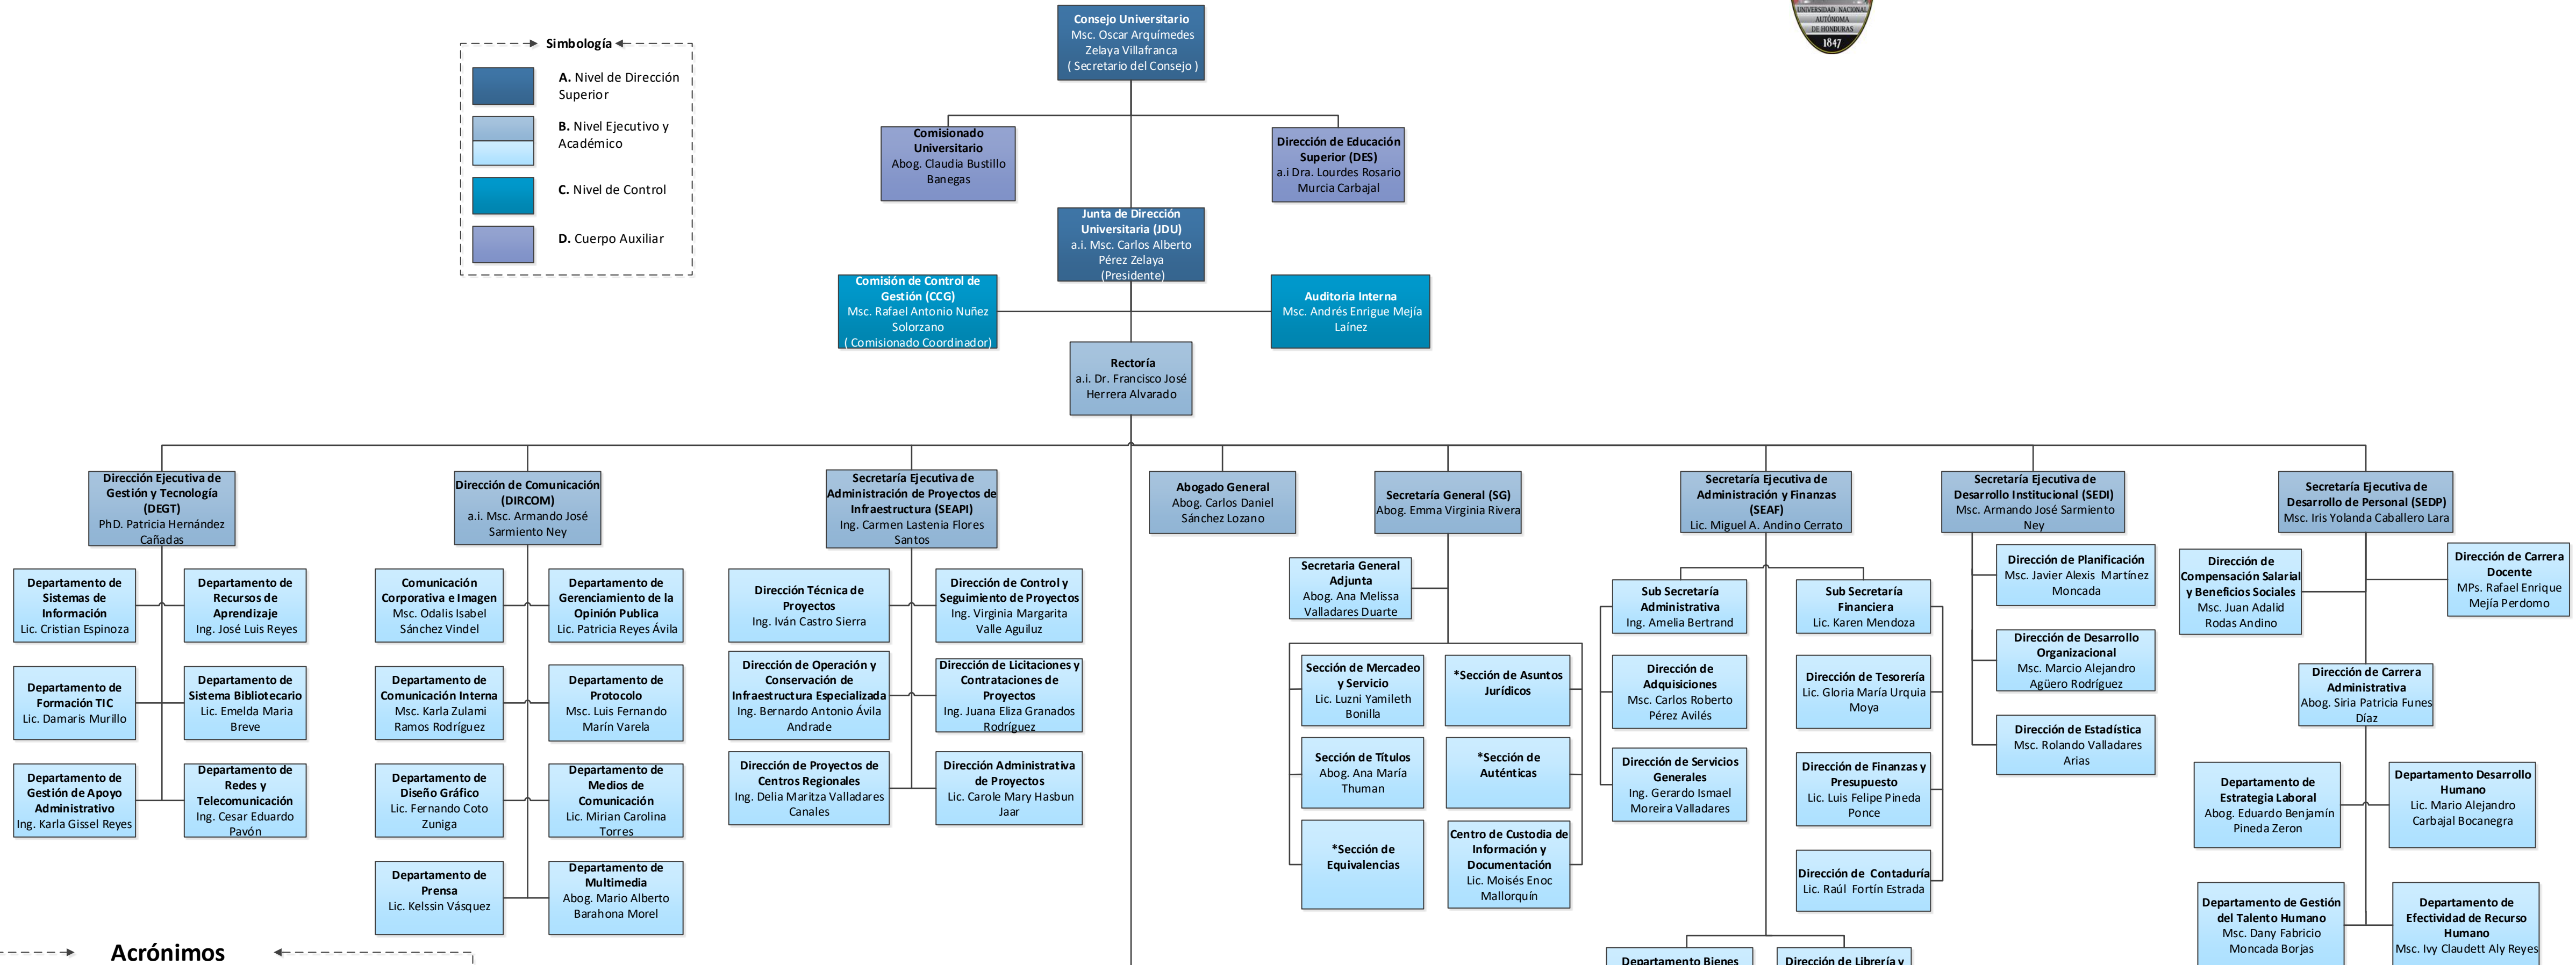 UNIVERSIDAD NACIONAL
AUTÓNOMA
DE HONDURAS
1847
Simbología
A. Nivel de Dirección
Superior
B. Nivel Ejecutivo y
Académico
C. Nivel de Control
D. Cuerpo Auxiliar
Consejo Universitario
Msc. Oscar Arquímedes
Zelaya Villafranca
( Secretario del Consejo )
Comisionado
Universitario
Abog. Claudia Bustillo
Banegas
Dirección de Educación
Superior (DES)
a.i Dra. Lourdes Rosario
Murcia Carbajal
Junta de Dirección
Universitaria (JDU)
a.i. Msc. Carlos Alberto
Pérez Zelaya
(Presidente)
Comisión de Control de
Gestión (CCG)
Msc. Rafael Antonio Nuñez
Solorzano
( Comisionado Coordinador)
Auditoria Interna
Msc. Andrés Enrigue Mejía
Laínez
Rectoría
a.i. Dr. Francisco José
Herrera Alvarado
Dirección Ejecutiva de
Gestión y Tecnología
(DEGT)
PhD. Patricia Hernández
Cañadas
Departamento de
Sistemas de
Información
Lic. Cristian Espinoza
Departamento de
Recursos de
Aprendizaje
Ing. José Luis Reyes
Departamento de
Formación TIC
Lic. Damaris Murillo
Departamento de
Sistema Bibliotecario
Lic. Emelda Maria
Breve
Departamento de
Gestión de Apoyo
Administrativo
Ing. Karla Gissel Reyes
Departamento de
Redes y
Telecomunicación
Ing. Cesar Eduardo
Pavón
Dirección de Comunicación
(DIRCOM)
a.i. Msc. Armando José
Sarmiento Ney
Comunicación
Corporativa e Imagen
Msc. Odalis Isabel
Sánchez Vindel
Departamento de
Gerenciamiento de la
Opinión Publica
Lic. Patricia Reyes Ávila
Departamento de
Comunicación Interna
Msc. Karla Zulami
Ramos Rodríguez
Departamento de
Protocolo
Msc. Luis Fernando
Marín Varela
Departamento de
Diseño Gráfico
Lic. Fernando Coto
Zuniga
Departamento de
Medios de
Comunicación
Lic. Mirian Carolina
Torres
Departamento de
Prensa
Lic. Kelssin Vásquez
Departamento de
Multimedia
Abog. Mario Alberto
Barahona Morel
Secretaría Ejecutiva de
Administración de Proyectos de
Infraestructura (SEAPI)
Ing. Carmen Lastenia Flores
Santos
Dirección Técnica de
Proyectos
Ing. Iván Castro Sierra
Dirección de Control y
Seguimiento de Proyectos
Ing. Virginia Margarita
Valle Aguiluz
Dirección de Operación y
Conservación de
Infraestructura Especializada
Ing. Bernardo Antonio Ávila
Andrade
Dirección de Licitaciones y
Contrataciones de
Proyectos
Ing. Juana Eliza Granados
Rodríguez
Dirección de Proyectos de
Centros Regionales
Ing. Delia Maritza Valladares
Canales
Dirección Administrativa
de Proyectos
Lic. Carole Mary Hasbun
Jaar
Abogado General
Abog. Carlos Daniel
Sánchez Lozano
Secretaría General (SG)
Abog. Emma Virginia Rivera
Secretaria General
Adjunta
Abog. Ana Melissa
Valladares Duarte
Sección de Mercadeo
y Servicio
Lic. Luzni Yamileth
Bonilla
*Sección de Asuntos
Jurídicos
Sección de Títulos
Abog. Ana María
Thuman
*Sección de
Auténticas
*Sección de
Equivalencias
Centro de Custodia de
Información y
Documentación
Lic. Moisés Enoc
Mallorquín
Secretaría Ejecutiva de
Administración y Finanzas
(SEAF)
Lic. Miguel A. Andino Cerrato
Sub Secretaría
Administrativa
Ing. Amelia Bertrand
Sub Secretaría
Financiera
Lic. Karen Mendoza
Dirección de
Adquisiciones
Msc. Carlos Roberto
Pérez Avilés
Dirección de Tesorería
Lic. Gloria María Urquia
Moya
Dirección de Servicios
Generales
Ing. Gerardo Ismael
Moreira Valladares
Dirección de Finanzas y
Presupuesto
Lic. Luis Felipe Pineda
Ponce
Dirección de Contaduría
Lic. Raúl Fortín Estrada
Departamento Bienes
Dirección de Librería y
Secretaría Ejecutiva de
Desarrollo Institucional (SEDI)
Msc. Armando José Sarmiento
Ney
Dirección de Planificación
Msc. Javier Alexis Martínez
Moncada
Dirección de Desarrollo
Organizacional
Msc. Marcio Alejandro
Agüero Rodríguez
Dirección de Estadística
Msc. Rolando Valladares
Arias
Secretaría Ejecutiva de
Desarrollo de Personal (SEDP)
Msc. Iris Yolanda Caballero Lara
Dirección de
Compensación Salarial
y Beneficios Sociales
Msc. Juan Adalid
Rodas Andino
Dirección de Carrera
Docente
MPs. Rafael Enrique
Mejía Perdomo
Dirección de Carrera
Administrativa
Abog. Siria Patricia Funes
Díaz
Departamento de
Estrategia Laboral
Abog. Eduardo Benjamín
Pineda Zeron
Departamento Desarrollo
Humano
Lic. Mario Alejandro
Carbajal Bocanegra
Departamento de Gestión
del Talento Humano
Msc. Dany Fabricio
Moncada Borjas
Departamento de
Efectividad de Recurso
Humano
Msc. Ivy Claudett Aly Reyes
Acrónimos